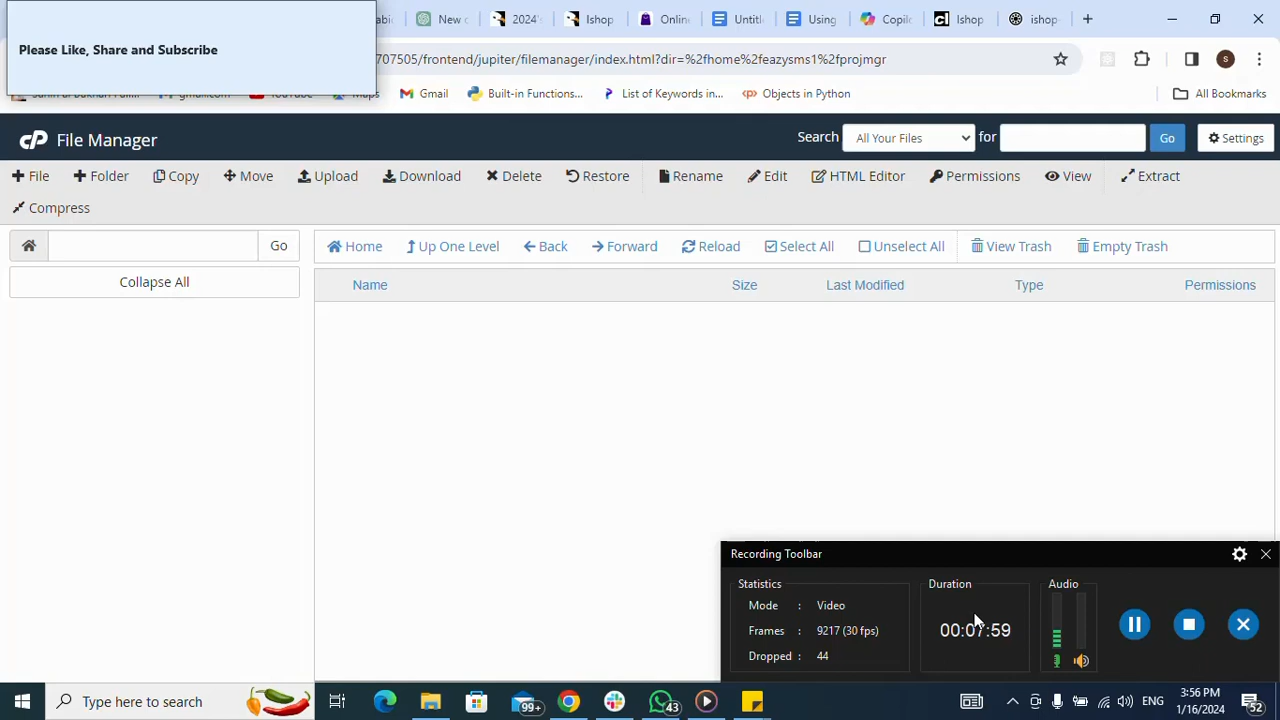 Please Like, Share and Subscribe
New c
2024'
Ishop
Onlin
Untitl
Using
Copil
Ishop
ishop-
707505/frontend/jupiter/filemanager/index.html?dir=%2fhome%2feazysms1%2fprojmgr
s
Gmail
Built-in Functions...
List of Keywords in...
Objects in Python
All Bookmarks
cP File Manager
Search
All Your Files
for
Go
Settings
File
Folder
Copy
Move
Upload
Download
Delete
Restore
Rename
Edit
HTML Editor
Permissions
View
Extract
Compress
Go
Home
Up One Level
Back
Forward
Reload
Select All
Unselect All
View Trash
Empty Trash
Collapse All
Name
Size
Last Modified
Type
Permissions
Recording Toolbar
Statistics
Duration
Audio
Mode : Video
Frames : 9217 (30 fps)
00:07:59
Dropped : 44
Type here to search
99+
43
ENG
3:56 PM
1/16/2024
52